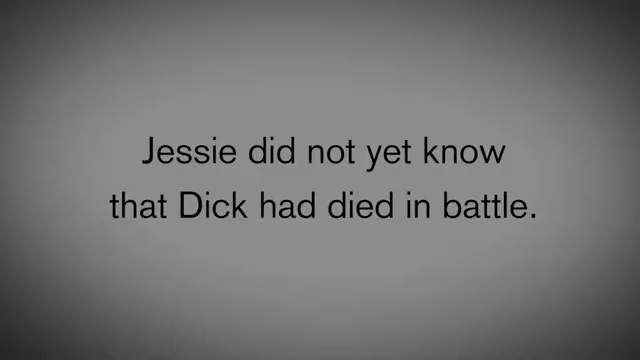 Jessie did not yet know
that Dick had died in battle.